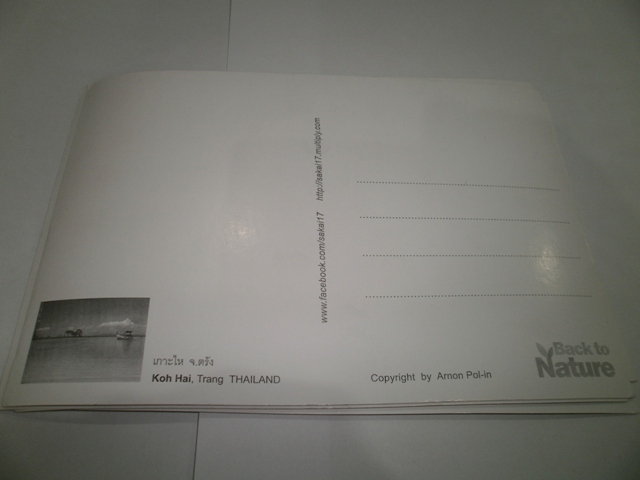 www.facebook.com/sakai17 http://sakai17.multiply.com
เกาะไห จ.ตรัง
Koh Hai, Trang THAILAND
Copyright by Arnon Pol-in
Back to
Nature